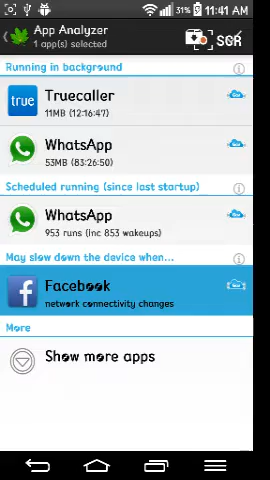 31% 11:41 AM
App Analyzer
1 app(s) selected
SCR
Running in background
true
Truecaller
11MB (12:16:47)
WhatsApp
53MB (83:26:50)
Scheduled running (since last startup)
WhatsApp
953 runs (Inc 853 wakeups)
May slow down the device when...
Facebook
network connectivity changes
More
Show more apps